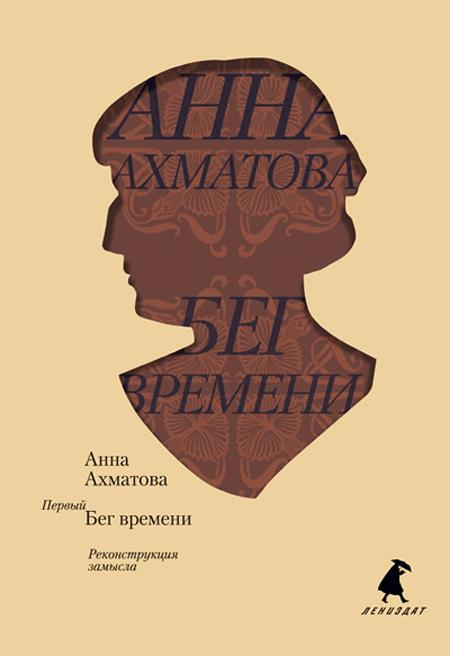 АННА
АХМАТОВА
БЕГ
ВРЕМЕНИ
Анна
Ахматова
Первый
Бег времени
Реконструкция
замысла
ЛЕНИЗДАТ